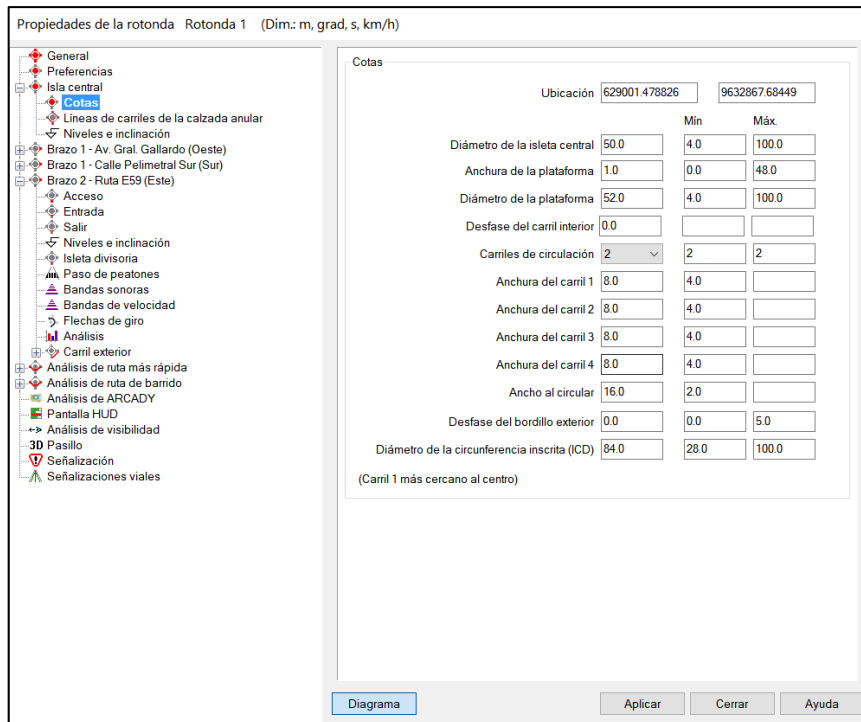 Propiedades de la rotonda Rotonda 1 (Dim.: m, grad, s, km/h)
General
Preferencias
Isla central
Cotas
Líneas de carriles de la calzada anular
Niveles e inclinación
Brazo 1 - Av. Gral. Gallardo (Oeste)
Brazo 1 - Calle Pelimetral Sur (Sur)
Brazo 2 - Ruta E59 (Este)
Acceso
Entrada
Salir
Niveles e inclinación
Isleta divisoria
Paso de peatones
Bandas sonoras
Bandas de velocidad
Flechas de giro
Análisis
Carril exterior
Análisis de ruta más rápida
Análisis de ruta de barrido
Análisis de ARCADY
Pantalla HUD
Análisis de visibilidad
3D Pasillo
Señalización
Señalizaciones viales
Cotas
Ubicación 629001.478826 9632867.68449
Mín Máx.
Diámetro de la isleta central 50.0 4.0 100.0
Anchura de la plataforma 1.0 0.0 48.0
Diámetro de la plataforma 52.0 4.0 100.0
Desfase del carril interior 0.0
Carriles de circulación 2 2 2
Anchura del carril 1 8.0 4.0
Anchura del carril 2 8.0 4.0
Anchura del carril 3 8.0 4.0
Anchura del carril 4 8.0 4.0
Ancho al circular 16.0 2.0
Desfase del bordillo exterior 0.0 0.0 5.0
Diámetro de la circunferencia inscrita (ICD) 84.0 28.0 100.0
(Carril 1 más cercano al centro)
Diagrama Aplicar Cerrar Ayuda